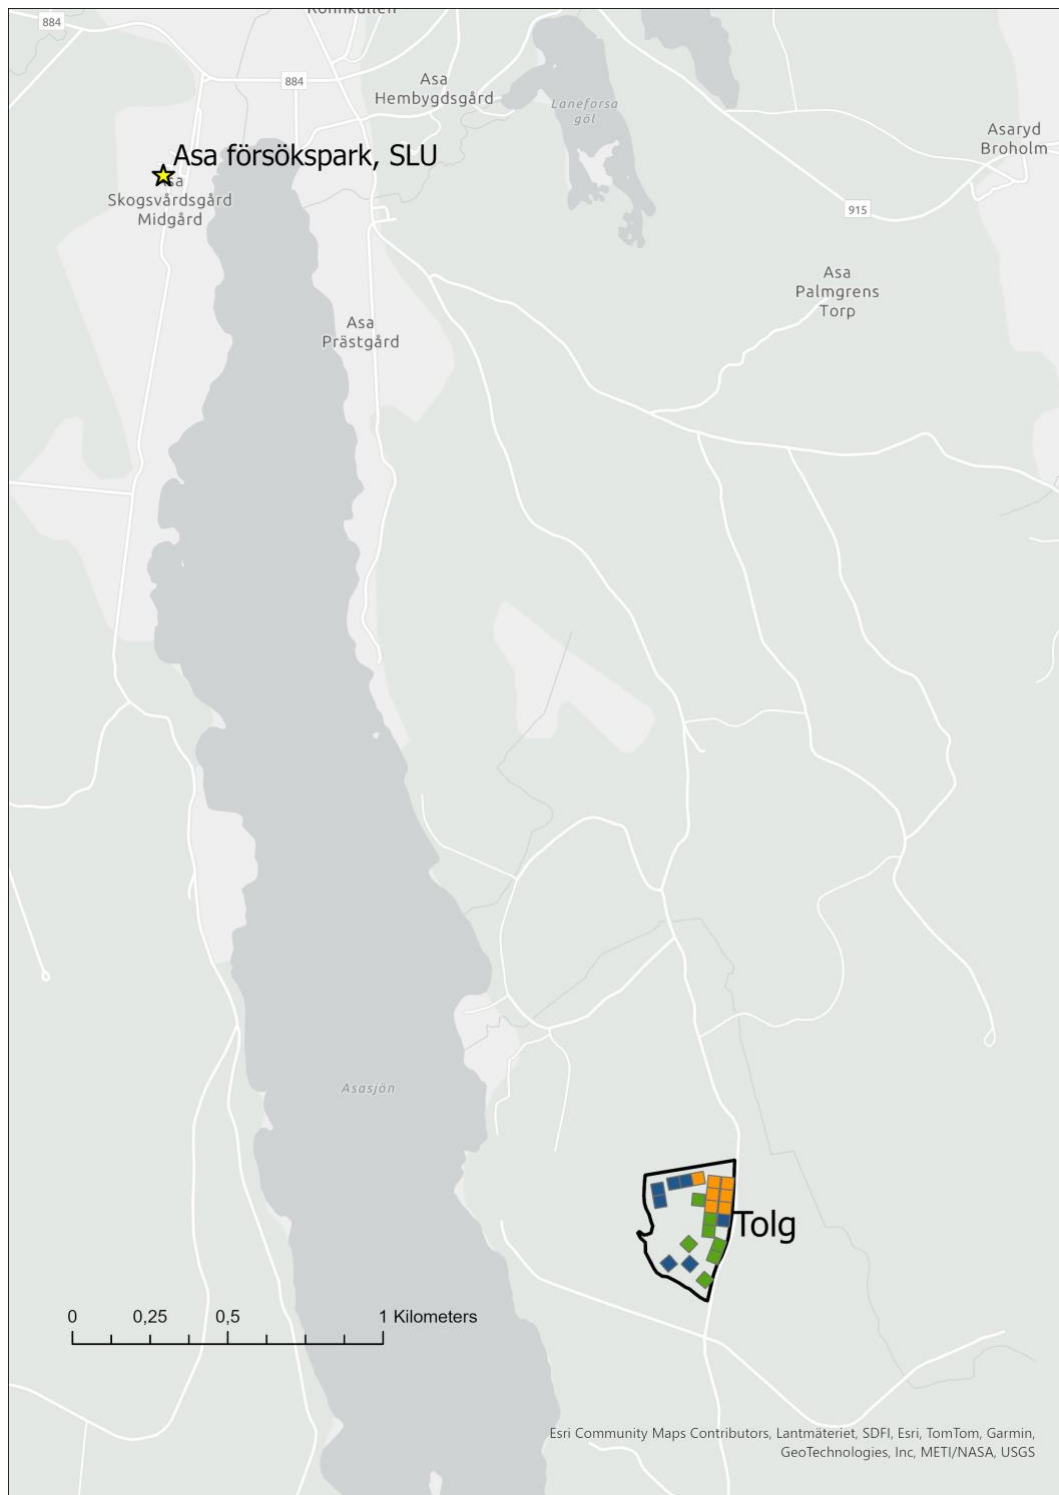 884
884
Asa
Hembygdsgård
Laneforsa
göl
Asaryd
Broholm
Asa försökspark, SLU
Asa
Skogsvårdsgård
Midgård
915
Asa
Palmgrens
Torp
Asa
Prästgård
Asasjön
Tolg
0 0,25 0,5 1 Kilometers
Esri Community Maps Contributors, Lantmäteriet, SDFI, Esri, TomTom, Garmin,
GeoTechnologies, Inc, METI/NASA, USGS